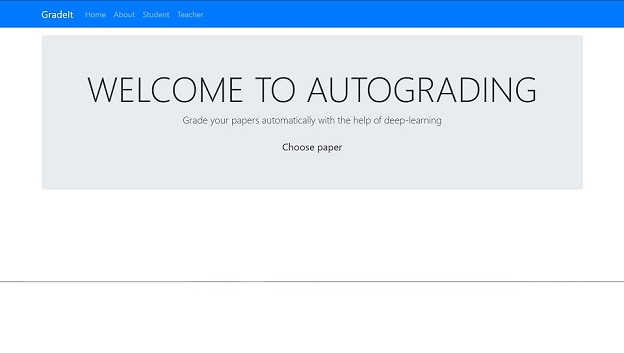 GradeIt Home About Student Teacher
WELCOME TO AUTOGRADING
Grade your papers automatically with the help of deep-learning
Choose paper